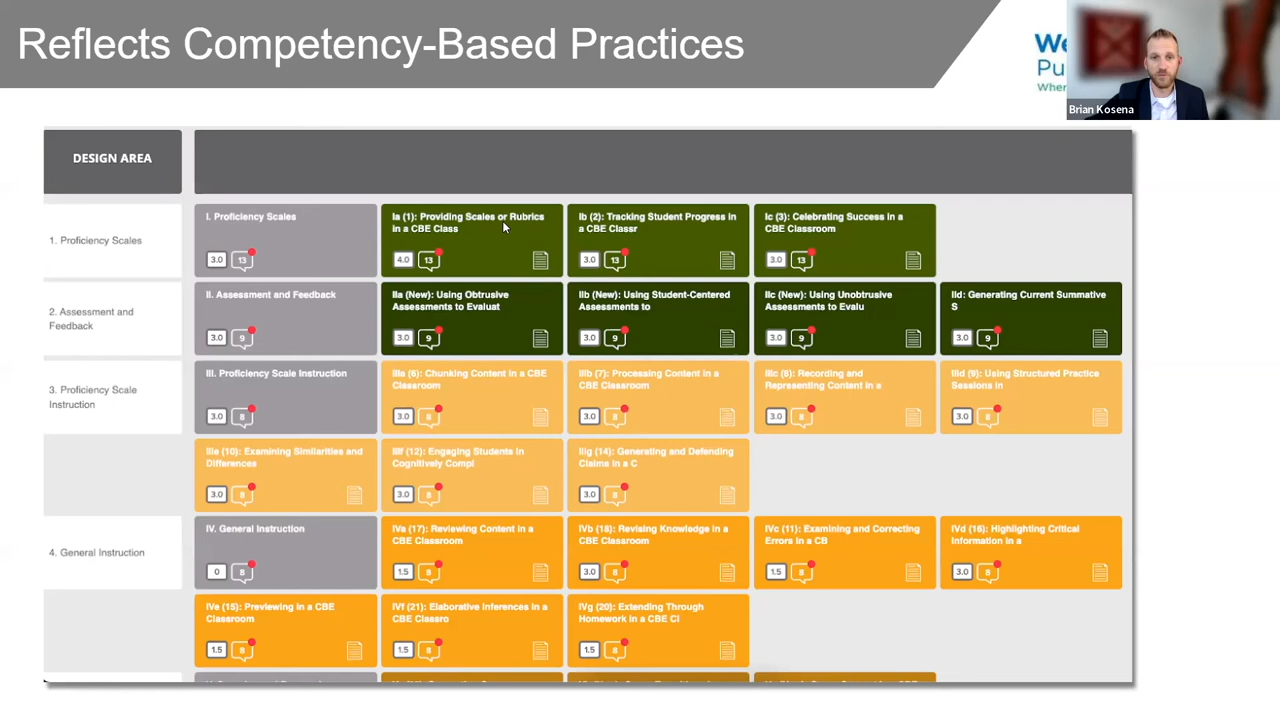 Reflects Competency-Based Practices
We
Pu
Wher
Brian Kosena
DESIGN AREA
1. Proficiency Scales
I. Proficiency Scales
3.0 13
Ia (1): Providing Scales or Rubrics
in a CBE Class
4.0 13
Ib (2): Tracking Student Progress in
a CBE Classr
3.0 13
Ic (3): Celebrating Success in a
CBE Classroom
3.0 13
2. Assessment and
Feedback
II. Assessment and Feedback
3.0 9
IIa (New): Using Obtrusive
Assessments to Evaluat
3.0 9
IIb (New): Using Student-Centered
Assessments to
3.0 9
IIc (New): Using Unobtrusive
Assessments to Evalu
3.0 9
IId: Generating Current Summative
S
3.0 9
3. Proficiency Scale
Instruction
III. Proficiency Scale Instruction
3.0 8
IIIa (6): Chunking Content in a CBE
Classroom
3.0 8
IIIb (7): Processing Content in a
CBE Classroom
3.0 8
IIIc (8): Recording and
Representing Content in a
3.0 8
IIId (9): Using Structured Practice
Sessions in
3.0 8
IIIe (10): Examining Similarities and
Differences
3.0 8
IIIf (12): Engaging Students in
Cognitively Compl
3.0 8
IIIg (14): Generating and Defending
Claims in a C
3.0 8
4. General Instruction
IV. General Instruction
0 8
IVa (17): Reviewing Content in a
CBE Classroom
1.5 8
IVb (18): Revising Knowledge in a
CBE Classroom
3.0 8
IVc (11): Examining and Correcting
Errors in a CB
1.5 8
IVd (16): Highlighting Critical
Information in a
3.0 8
IVe (15): Previewing in a CBE
Classroom
1.5 8
IVf (21): Elaborative Inferences in a
CBE Classro
1.5 8
IVg (20): Extending Through
Homework in a CBE Cl
1.5 8